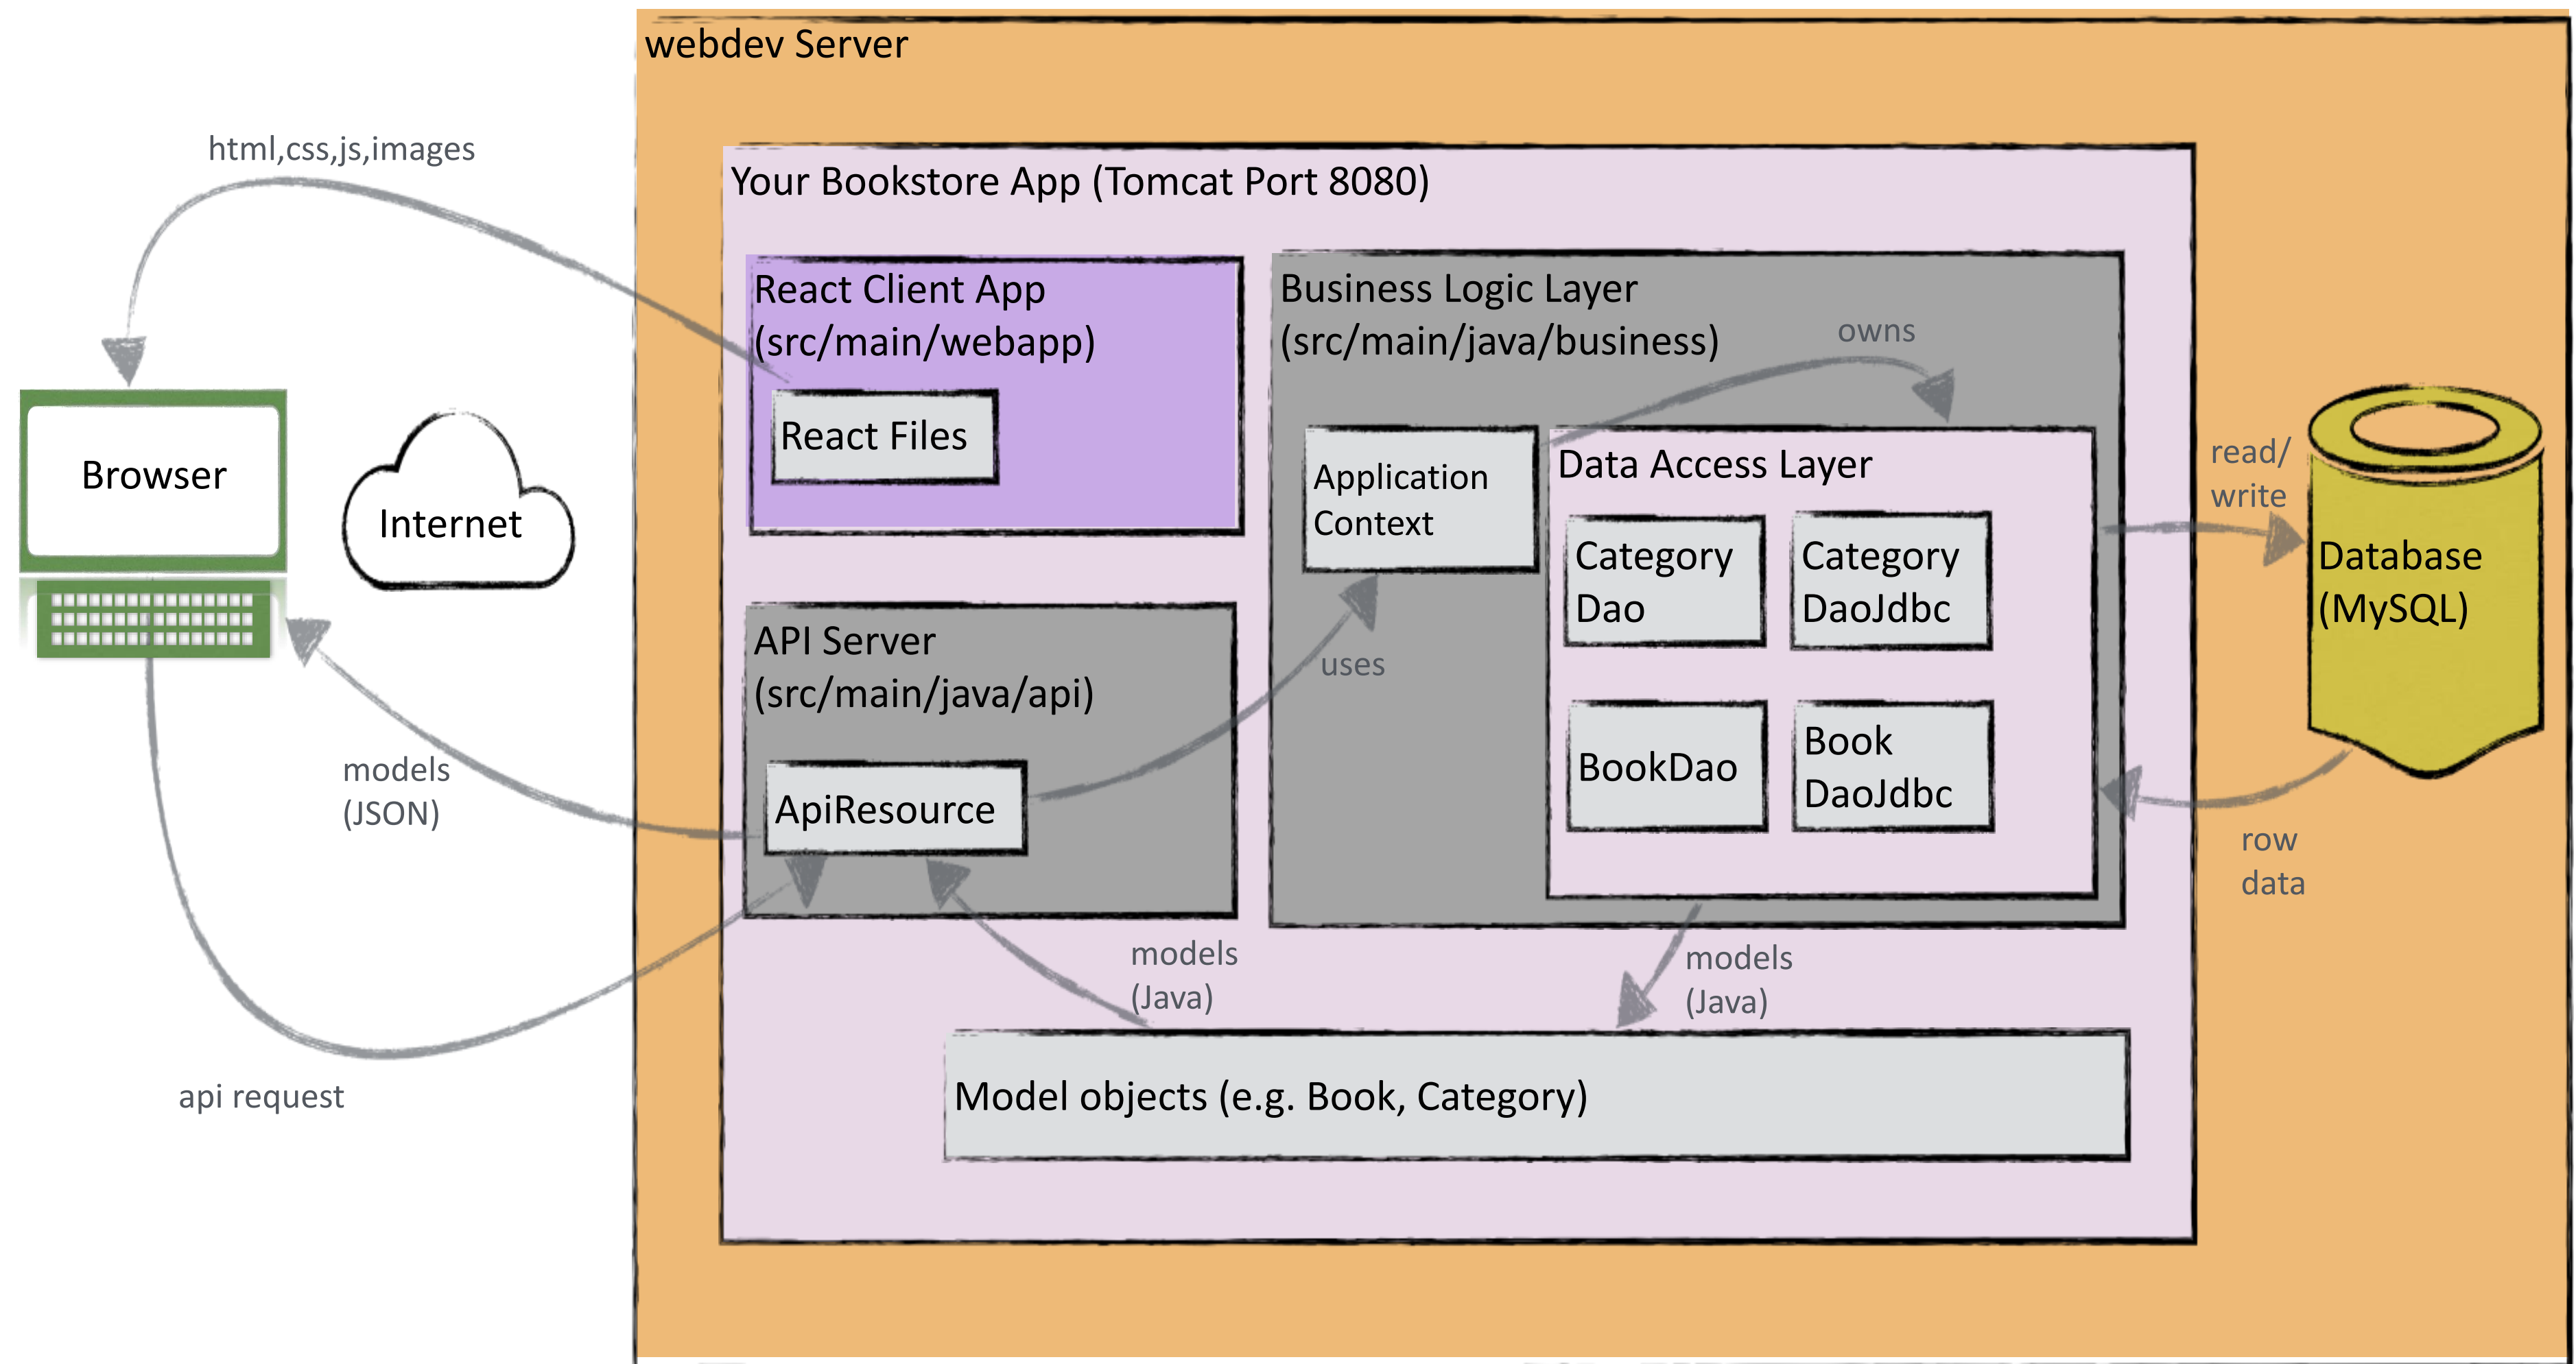 webdev Server
html,css,js,images
Your Bookstore App (Tomcat Port 8080)
React Client App
(src/main/webapp)
React Files
Business Logic Layer
(src/main/java/business)
owns
Application
Context
Data Access Layer
Category
Dao
Category
DaoJdbc
BookDao
Book
DaoJdbc
read/
write
Database
(MySQL)
row
data
Browser
Internet
API Server
(src/main/java/api)
ApiResource
uses
models
(JSON)
models
(Java)
models
(Java)
api request
Model objects (e.g. Book, Category)